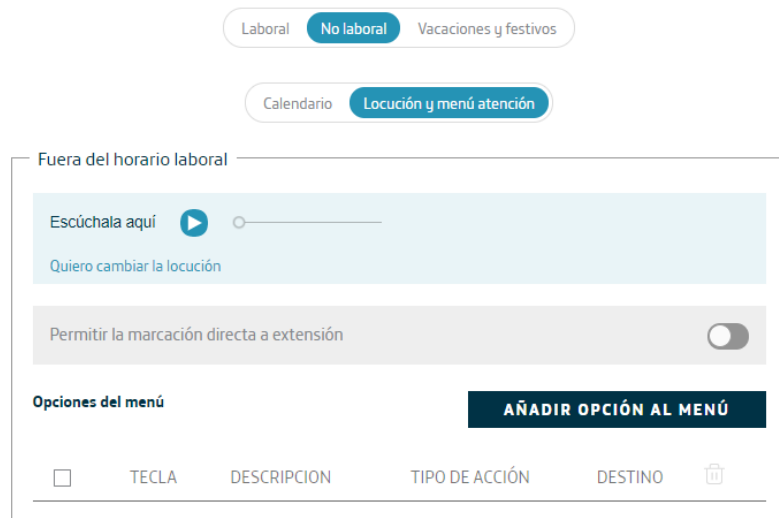 Laboral No laboral Vacaciones y festivos
Calendario Locución y menú atención
Fuera del horario laboral
Escúchala aquí
Quiero cambiar la locución
Permitir la marcación directa a extensión
Opciones del menú AÑADIR OPCIÓN AL MENÚ
TECLA DESCRIPCION TIPO DE ACCIÓN DESTINO